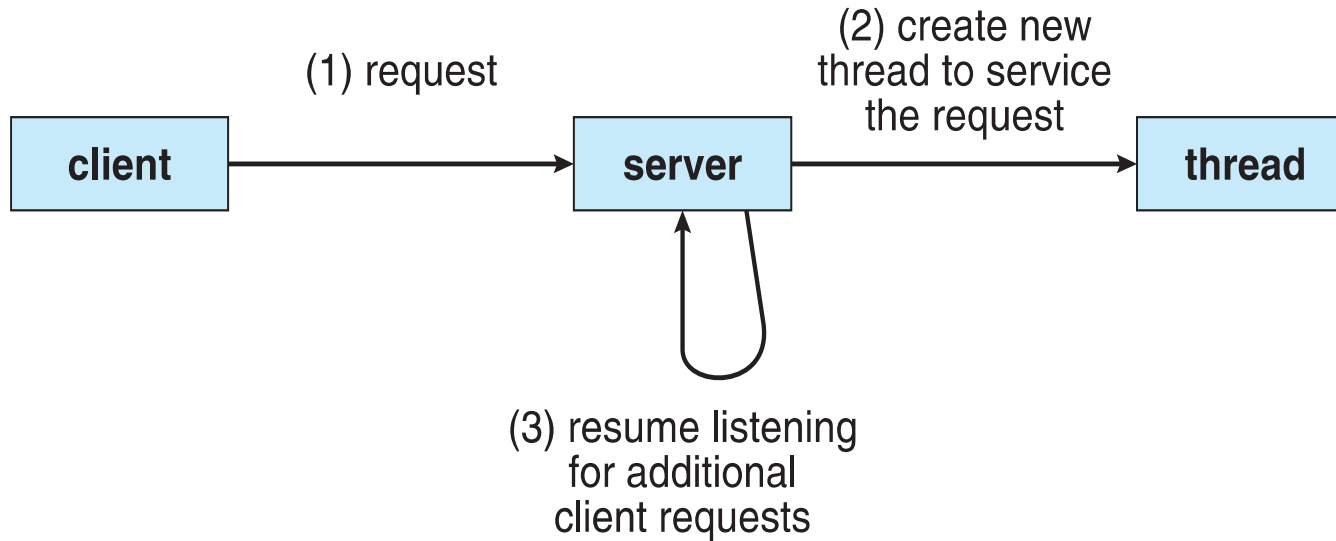 (1) request
(2) create new
thread to service
the request
client
server
thread
(3) resume listening
for additional
client requests